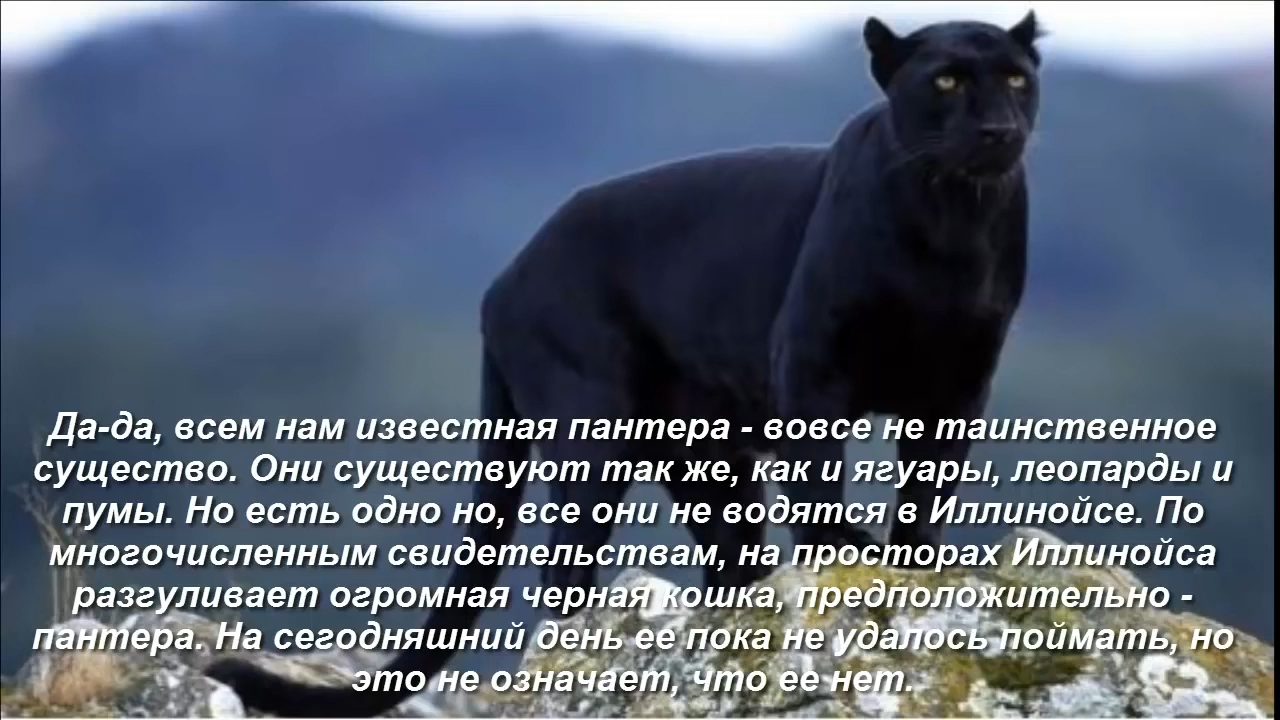 Да-да, всем нам известная пантера - вовсе не таинственное
существо. Они существуют так же, как и ягуары, леопарды и
пумы. Но есть одно но, все они не водятся в Иллинойсе. По
многочисленным свидетельствам, на просторах Иллинойса
разгуливает огромная черная кошка, предположительно -
пантера. На сегодняшний день ее пока не удалось поймать, но
это не означает, что ее нет.